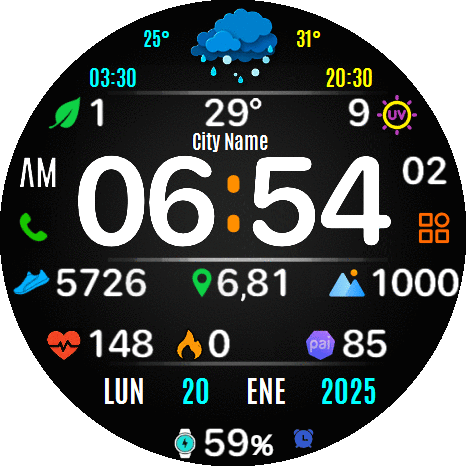 25° 31°
03:30 20:30
1 29° 9 UV
City Name
AM 06:54 02
5726 6,81 1000
148 0 pai 85
LUN 20 ENE 2025
59%